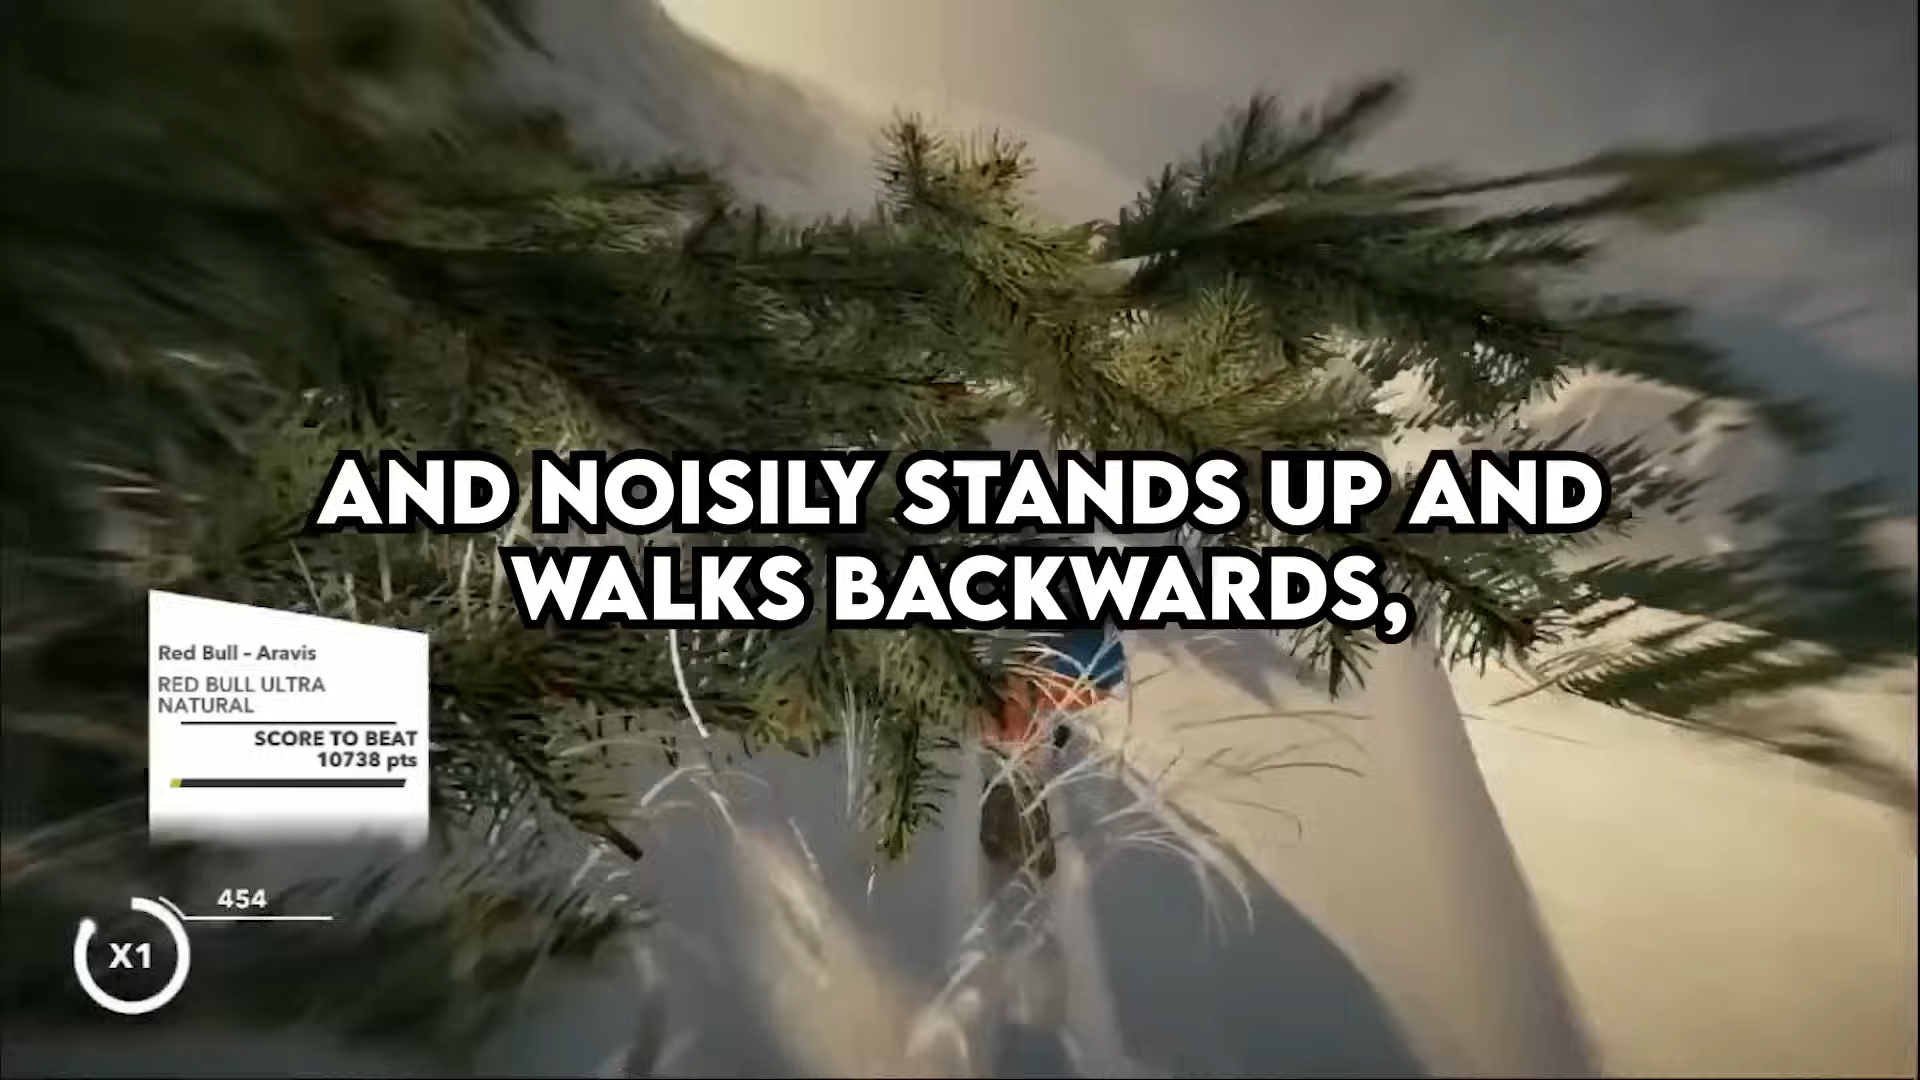 AND NOISILY STANDS UP AND
WALKS BACKWARDS,
Red Bull - Aravis
RED BULL ULTRA
NATURAL
SCORE TO BEAT
10738 pts
454
X1